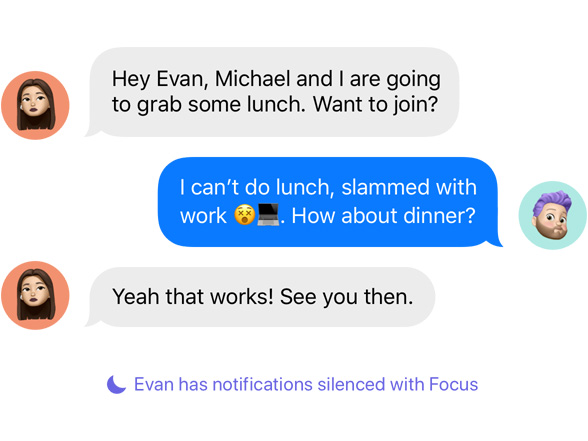 Hey Evan, Michael and I are going
to grab some lunch. Want to join?
I can’t do lunch, slammed with
work 😵💻. How about dinner?
Yeah that works! See you then.
Evan has notifications silenced with Focus